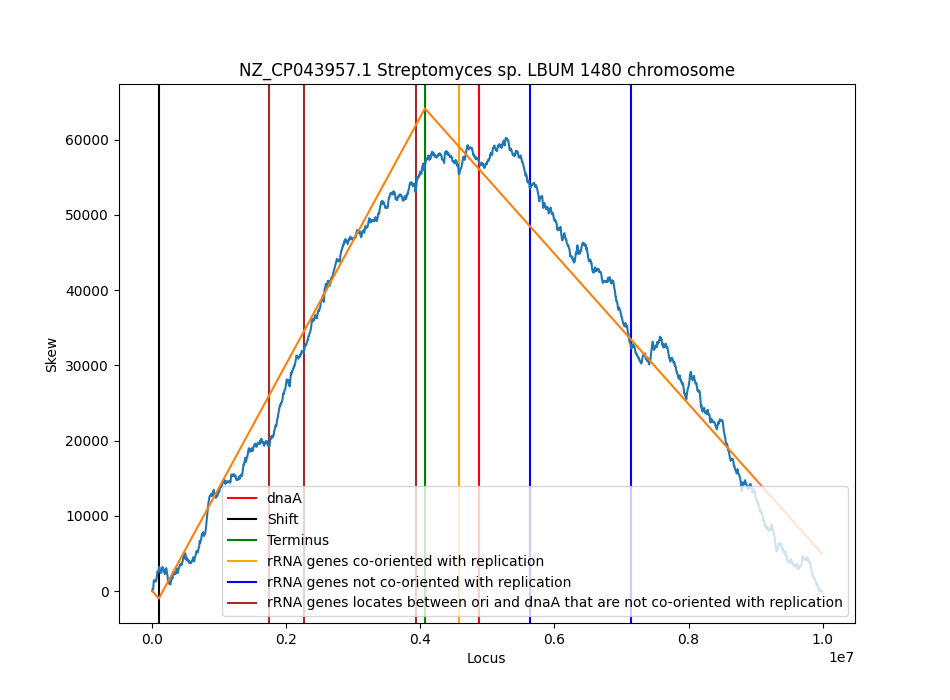 NZ_CP043957.1 Streptomyces sp. LBUM 1480 chromosome
60000
50000
40000
30000
20000
10000
0
Skew
dnaA
Shift
Terminus
rRNA genes co-oriented with replication
rRNA genes not co-oriented with replication
rRNA genes locates between ori and dnaA that are not co-oriented with replication
0.0 0.2 0.4 0.6 0.8 1.0
1e7
Locus